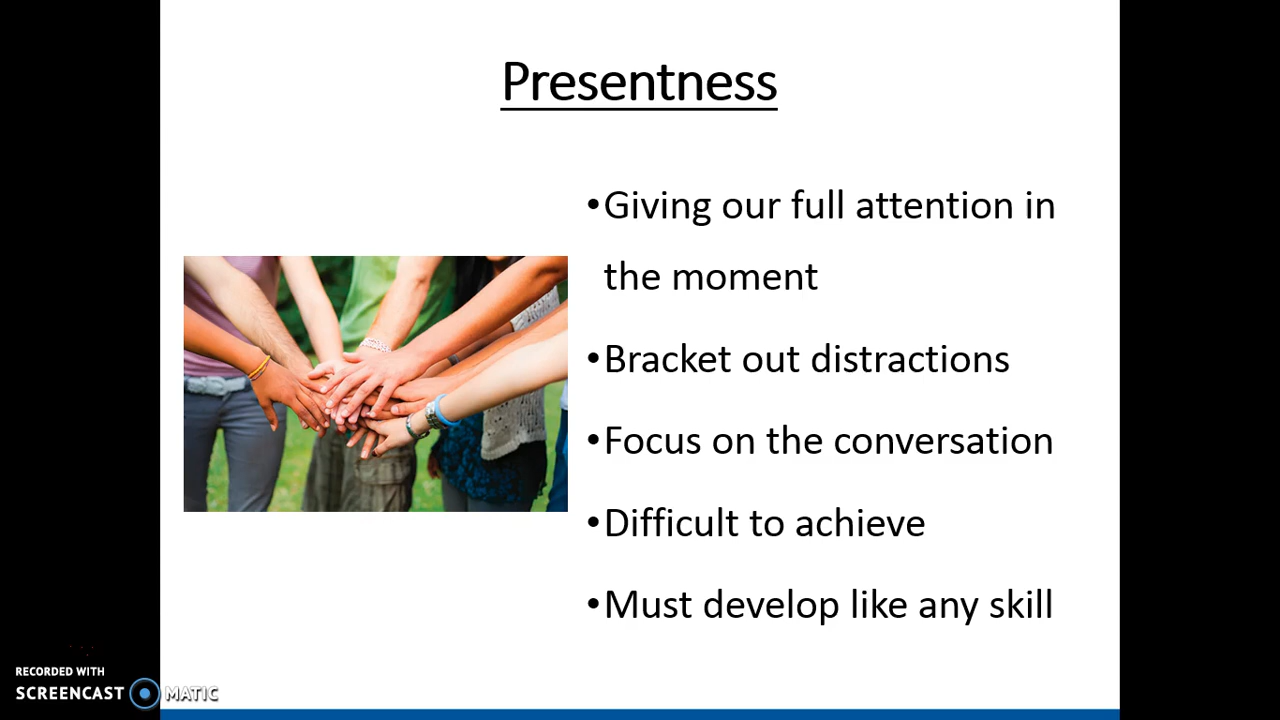 Presentness
•Giving our full attention in
the moment
•Bracket out distractions
•Focus on the conversation
•Difficult to achieve
•Must develop like any skill
RECORDED WITH
SCREENCAST MATIC